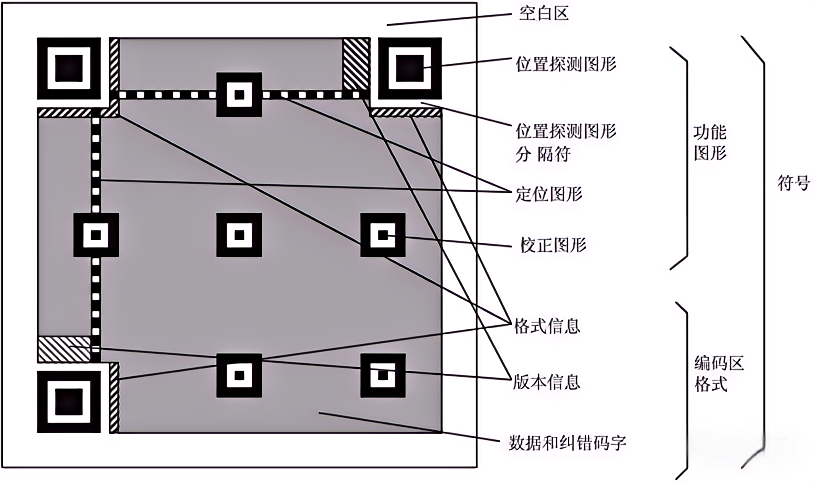 空白区
位置探测图形
位置探测图形
分 隔符
定位图形
校正图形
格式信息
版本信息
数据和纠错码字
功能
图形
编码区
格式
符号